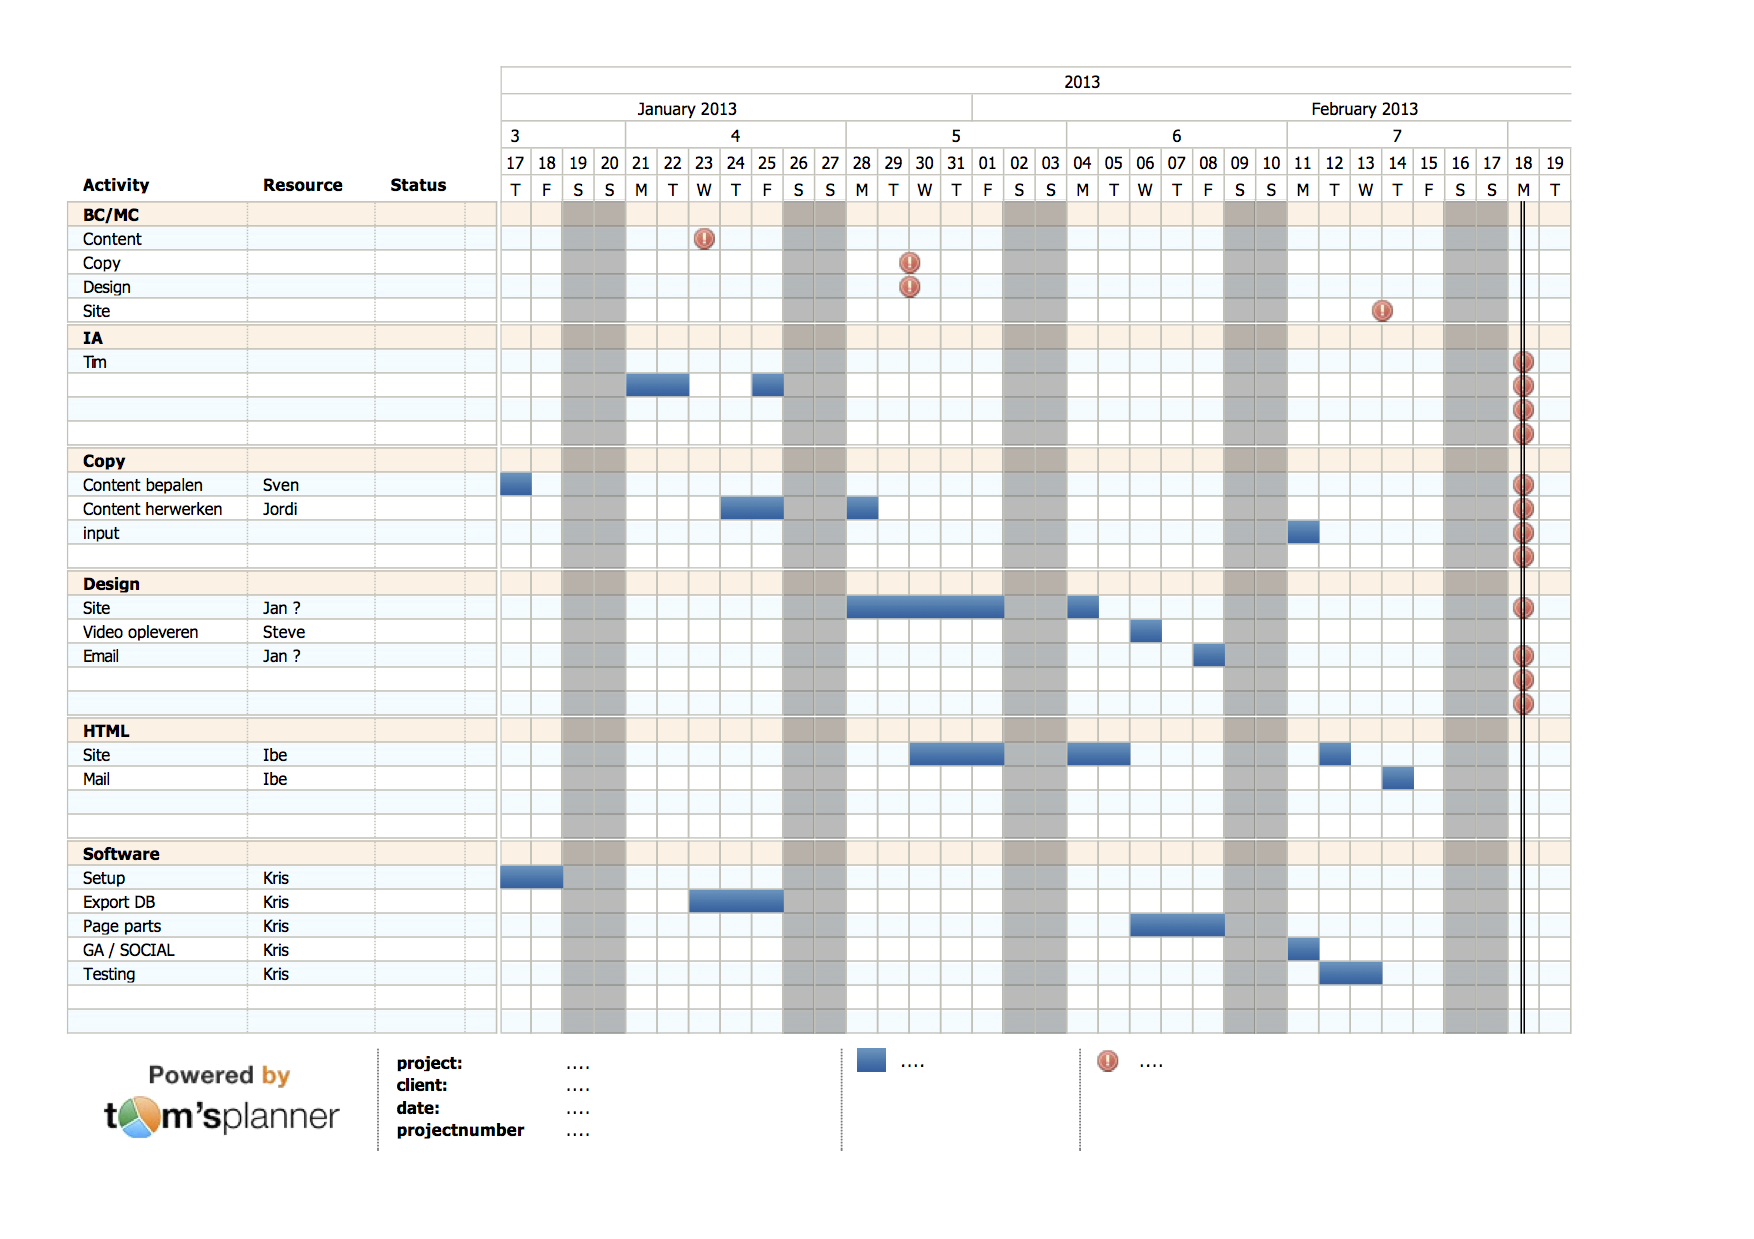 2013
January 2013 February 2013
3 4 5 6 7
17 18 19 20 21 22 23 24 25 26 27 28 29 30 31 01 02 03 04 05 06 07 08 09 10 11 12 13 14 15 16 17 18 19
Activity Resource Status T F S S M T W T F S S M T W T F S S M T W T F S S M T W T F S S M T
BC/MC
Content
Copy
Design
Site
IA
Tim
Copy
Content bepalen Sven
Content herwerken Jordi
input
Design
Site Jan ?
Video opleveren Steve
Email Jan ?
HTML
Site Ibe
Mail Ibe
Software
Setup Kris
Export DB Kris
Page parts Kris
GA / SOCIAL Kris
Testing Kris
Powered by
tom'splanner
project: ....
client: ....
date: ....
projectnumber ....
....
....